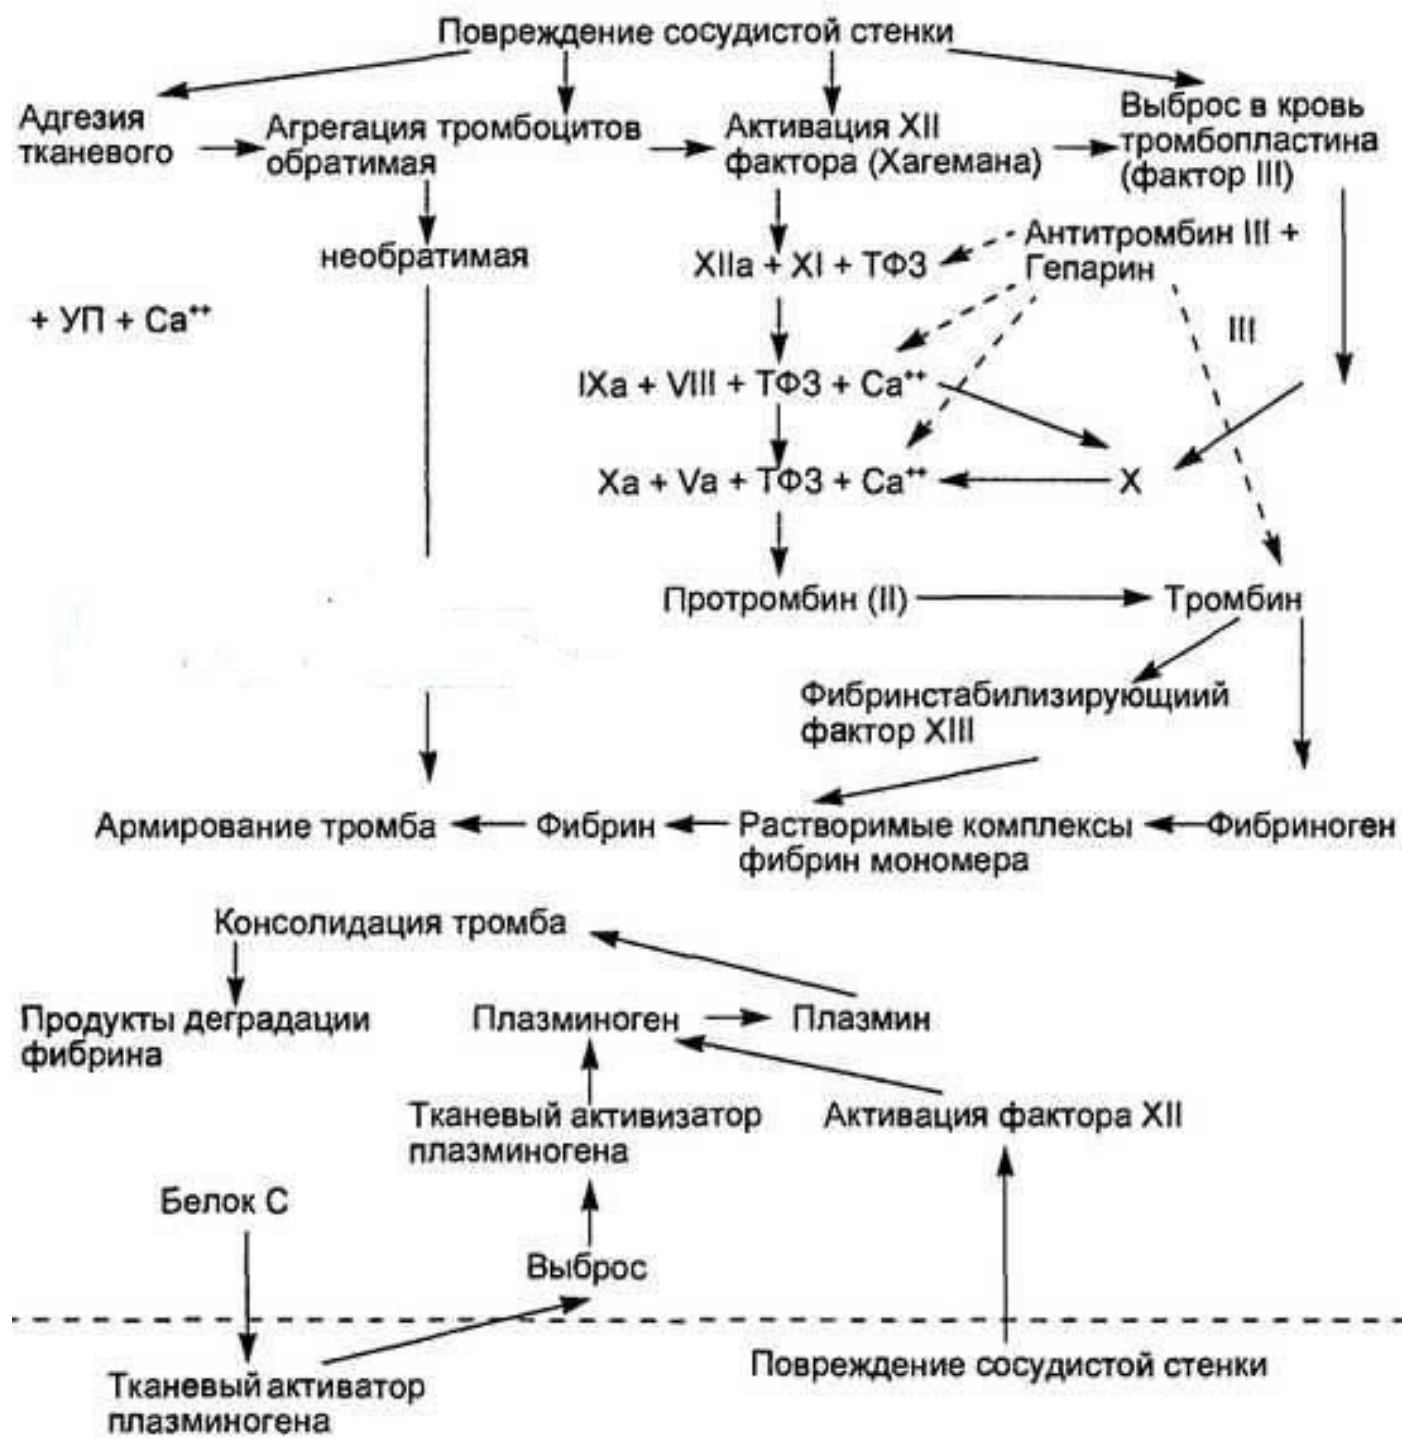 Повреждение сосудистой стенки
Адгезия
тканевого
Агрегация тромбоцитов
обратимая
Активация XII
фактора (Хагемана)
Выброс в кровь
тромбопластина
(фактор III)
необратимая
XIIa + XI + ТФ3
Антитромбин III +
Гепарин
+ УП + Ca⁺⁺
III
IXa + VIII + ТФ3 + Ca⁺⁺
Xa + Va + ТФ3 + Ca⁺⁺
X
Протромбин (II)
Тромбин
Фибринстабилизирующиий
фактор XIII
Армирование тромба
Фибрин
Растворимые комплексы
фибрин мономера
Фибриноген
Консолидация тромба
Продукты деградации
фибрина
Плазминоген
Плазмин
Тканевый активизатор
плазминогена
Активация фактора XII
Белок С
Выброс
Тканевый активатор
плазминогена
Повреждение сосудистой стенки